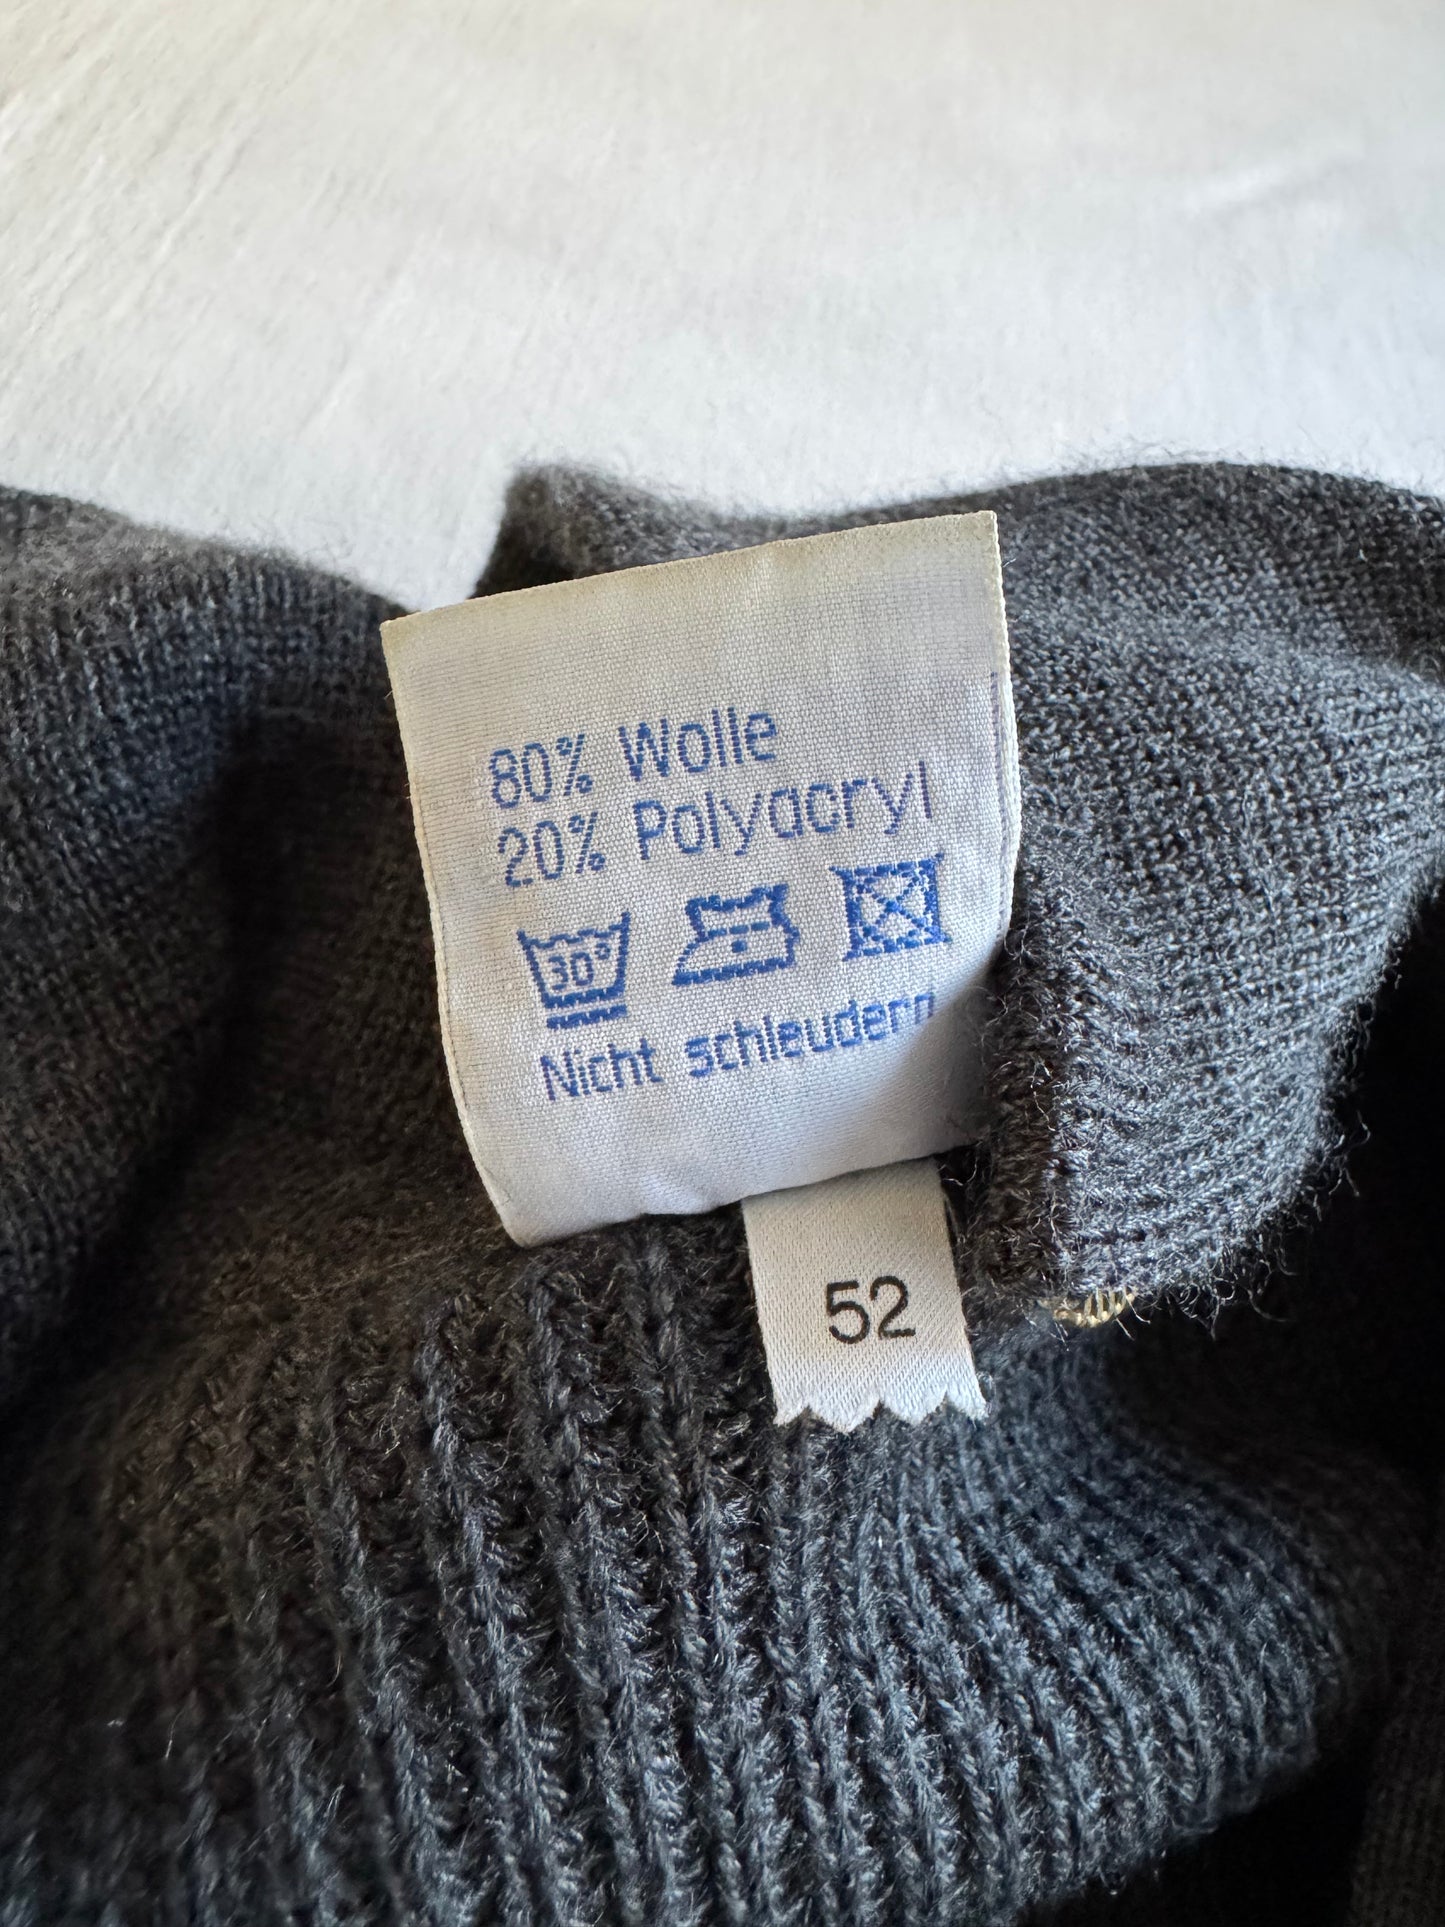 80% Wolle
20% Polyacryl
30°
Nicht schleudern
52